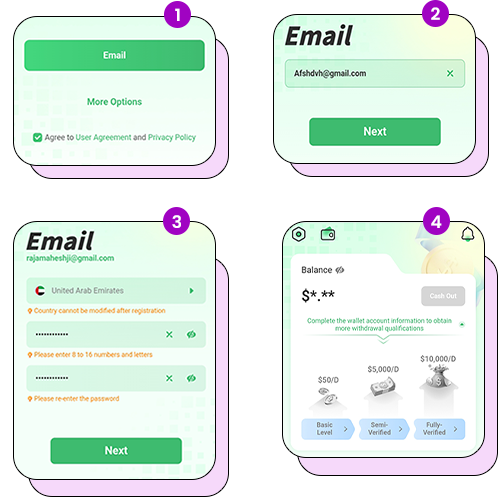 1
Email
More Options
Agree to User Agreement and Privacy Policy
2
Email
Afshdvh@gmail.com
Next
3
Email
rajamaheshji@gmail.com
United Arab Emirates
Country cannot be modified after registration
••••••••••••
Please enter 8 to 16 numbers and letters
••••••••••••
Please re-enter the password
Next
4
Balance
$*.**
Cash Out
Complete the wallet account information to obtain
more withdrawal qualifications
$50/D
$5,000/D
$10,000/D
Basic
Level
Semi-
Verified
Fully-
Verified